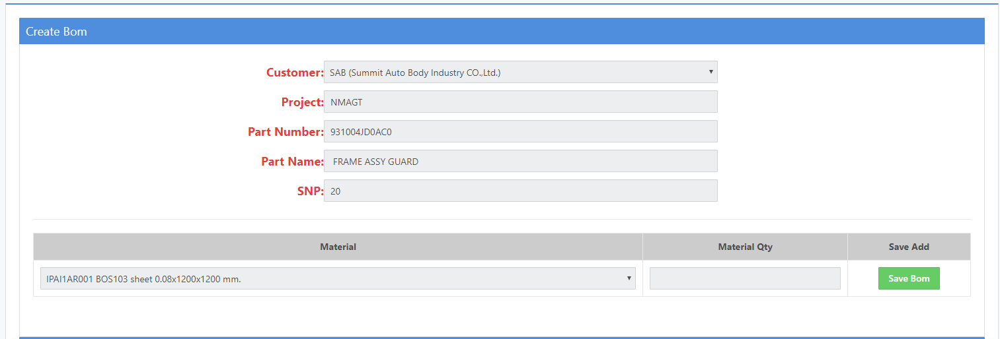 Create Bom
Customer: SAB (Summit Auto Body Industry CO.,Ltd.)
Project: NMAGT
Part Number: 931004JD0AC0
Part Name: FRAME ASSY GUARD
SNP: 20
Material Material Qty Save Add
IPAI1AR001 BOS103 sheet 0.08x1200x1200 mm. Save Bom